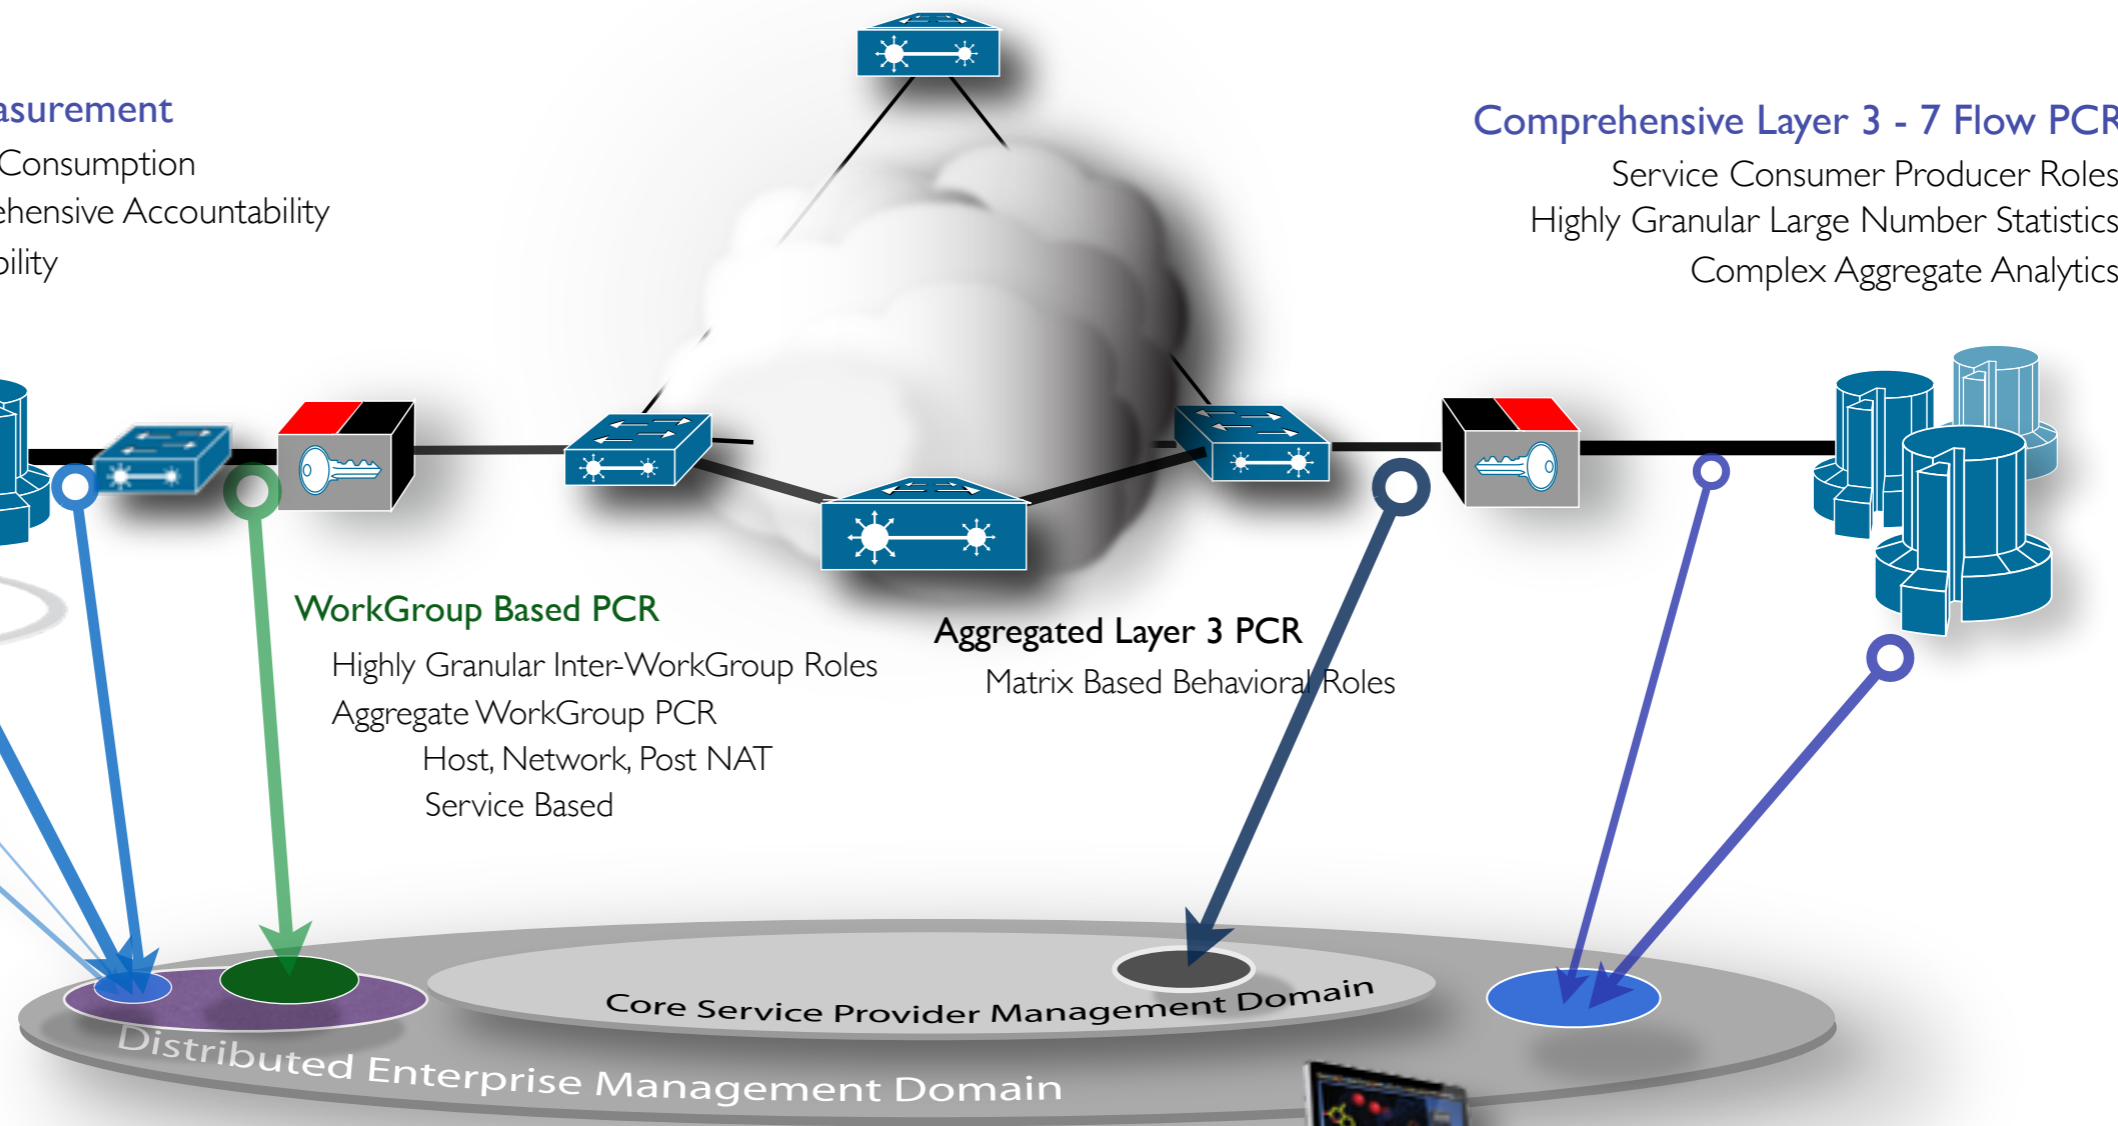 asurement
Consumption
ehensive Accountability
bility
Comprehensive Layer 3 - 7 Flow PCR
Service Consumer Producer Roles
Highly Granular Large Number Statistics
Complex Aggregate Analytics
WorkGroup Based PCR
Highly Granular Inter-WorkGroup Roles
Aggregate WorkGroup PCR
Host, Network, Post NAT
Service Based
Aggregated Layer 3 PCR
Matrix Based Behavioral Roles
Core Service Provider Management Domain
Distributed Enterprise Management Domain